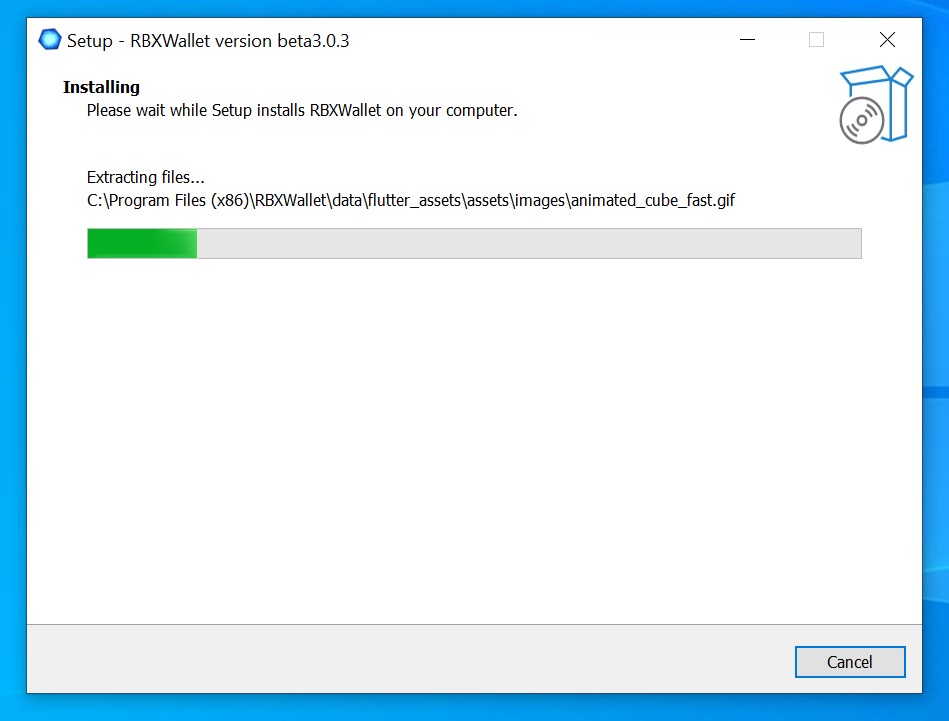 Setup - RBXWallet version beta3.0.3
Installing
Please wait while Setup installs RBXWallet on your computer.
Extracting files...
C:\Program Files (x86)\RBXWallet\data\flutter_assets\assets\images\animated_cube_fast.gif
Cancel